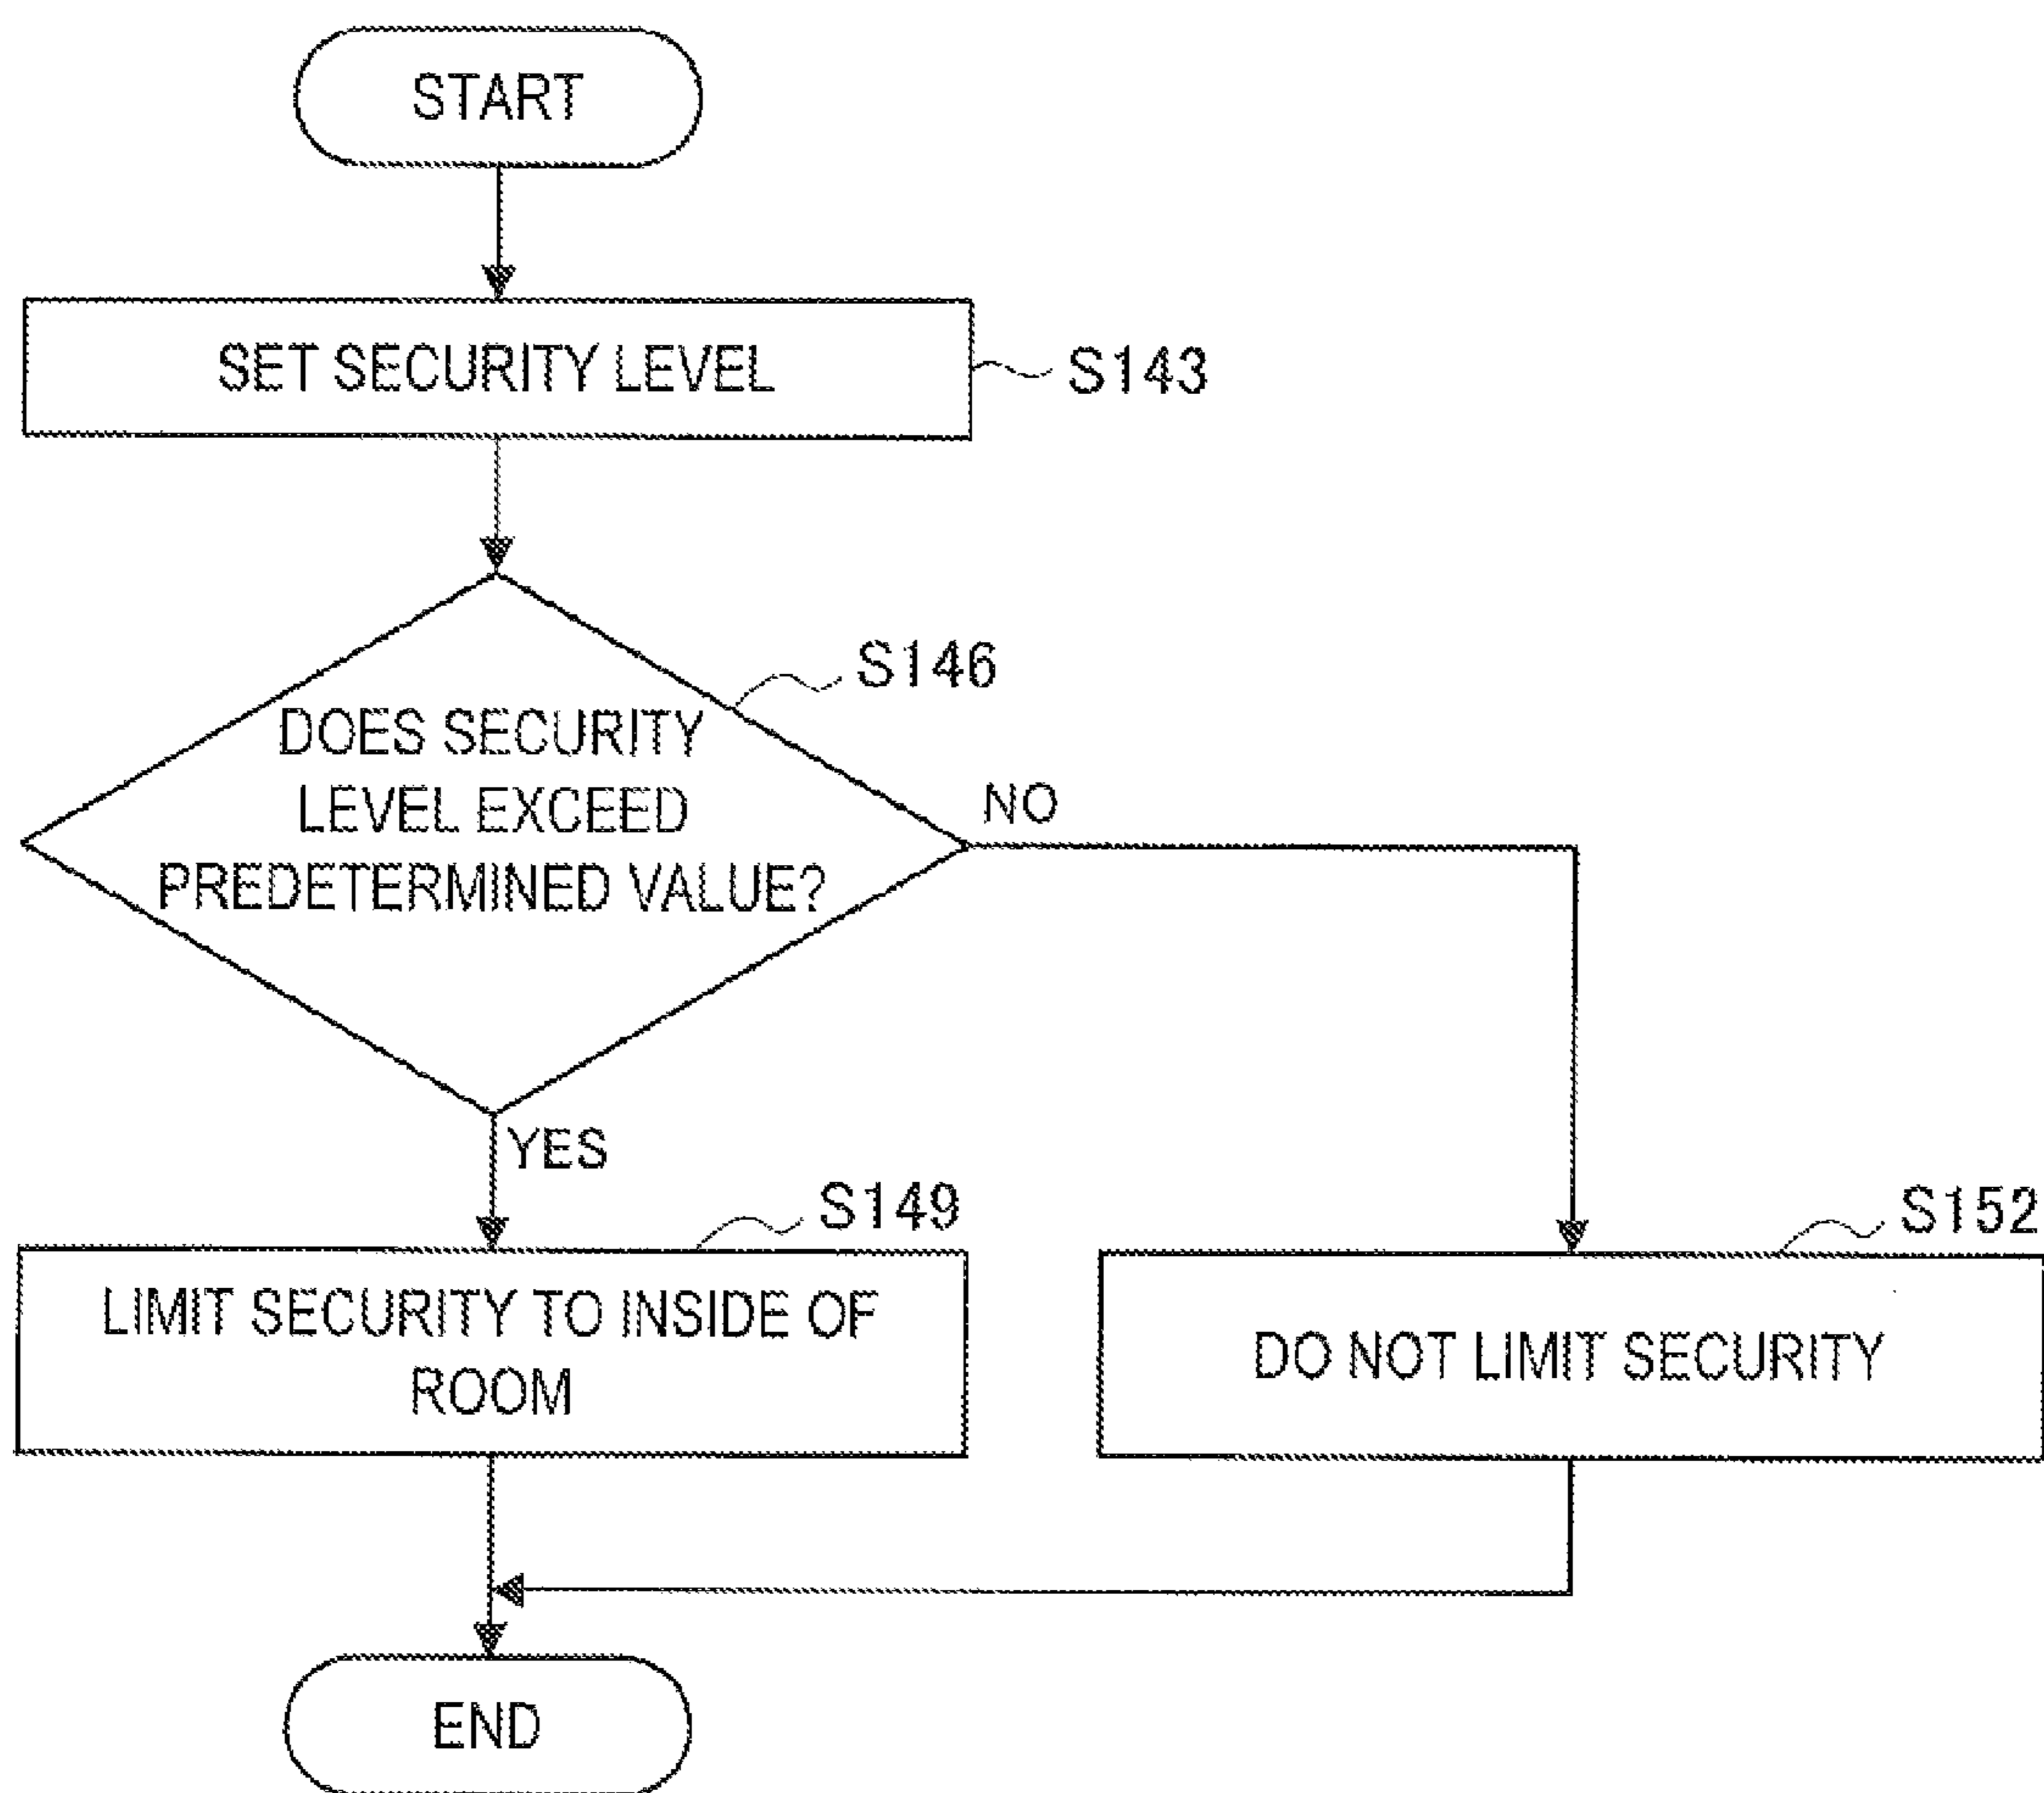 START
SET SECURITY LEVEL
S143
S146
DOES SECURITY
LEVEL EXCEED
PREDETERMINED VALUE?
NO
YES
S149
LIMIT SECURITY TO INSIDE OF
ROOM
S152
DO NOT LIMIT SECURITY
END